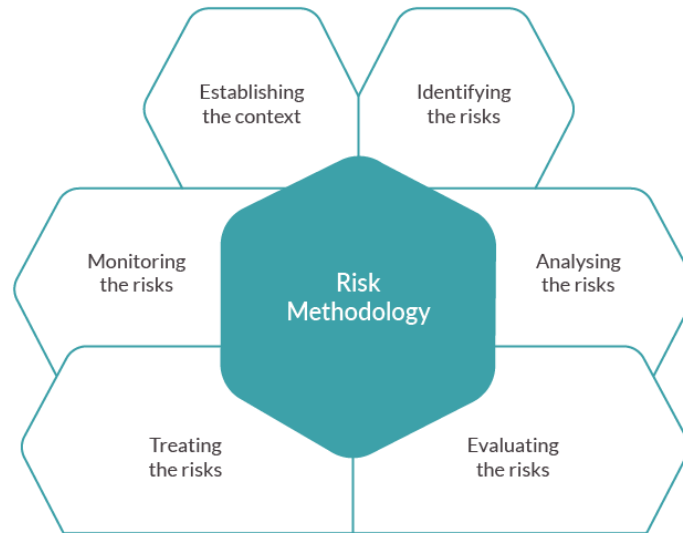 Establishing
the context
Identifying
the risks
Monitoring
the risks
Risk
Methodology
Analysing
the risks
Treating
the risks
Evaluating
the risks